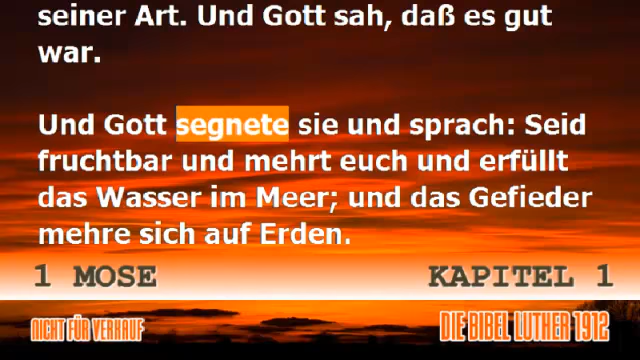 seiner Art. Und Gott sah, daß es gut
war.
Und Gott segnete sie und sprach: Seid
fruchtbar und mehrt euch und erfüllt
das Wasser im Meer; und das Gefieder
mehre sich auf Erden.
1 MOSE KAPITEL 1
NICHT FÜR VERKAUF DIE BIBEL LUTHER 1912